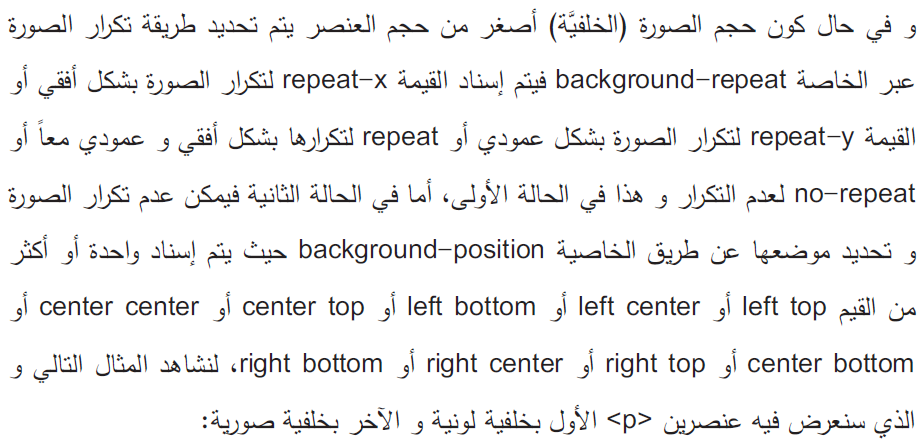 و في حال كون حجم الصورة (الخلفيَّة) أصغر من حجم العنصر يتم تحديد طريقة تكرار الصورة
عبر الخاصة background-repeat فيتم إسناد القيمة repeat-x لتكرار الصورة بشكل أفقي أو
القيمة repeat-y لتكرار الصورة بشكل عمودي أو repeat لتكرارها بشكل أفقي و عمودي معاً أو
no-repeat لعدم التكرار و هذا في الحالة الأولى، أما في الحالة الثانية فيمكن عدم تكرار الصورة
و تحديد موضعها عن طريق الخاصية background-position حيث يتم إسناد واحدة أو أكثر
من القيم left top أو left center أو left bottom أو center top أو center center أو
center bottom أو right top أو right center أو right bottom، لنشاهد المثال التالي و
الذي سنعرض فيه عنصرين <p> الأول بخلفية لونية و الآخر بخلفية صورية: